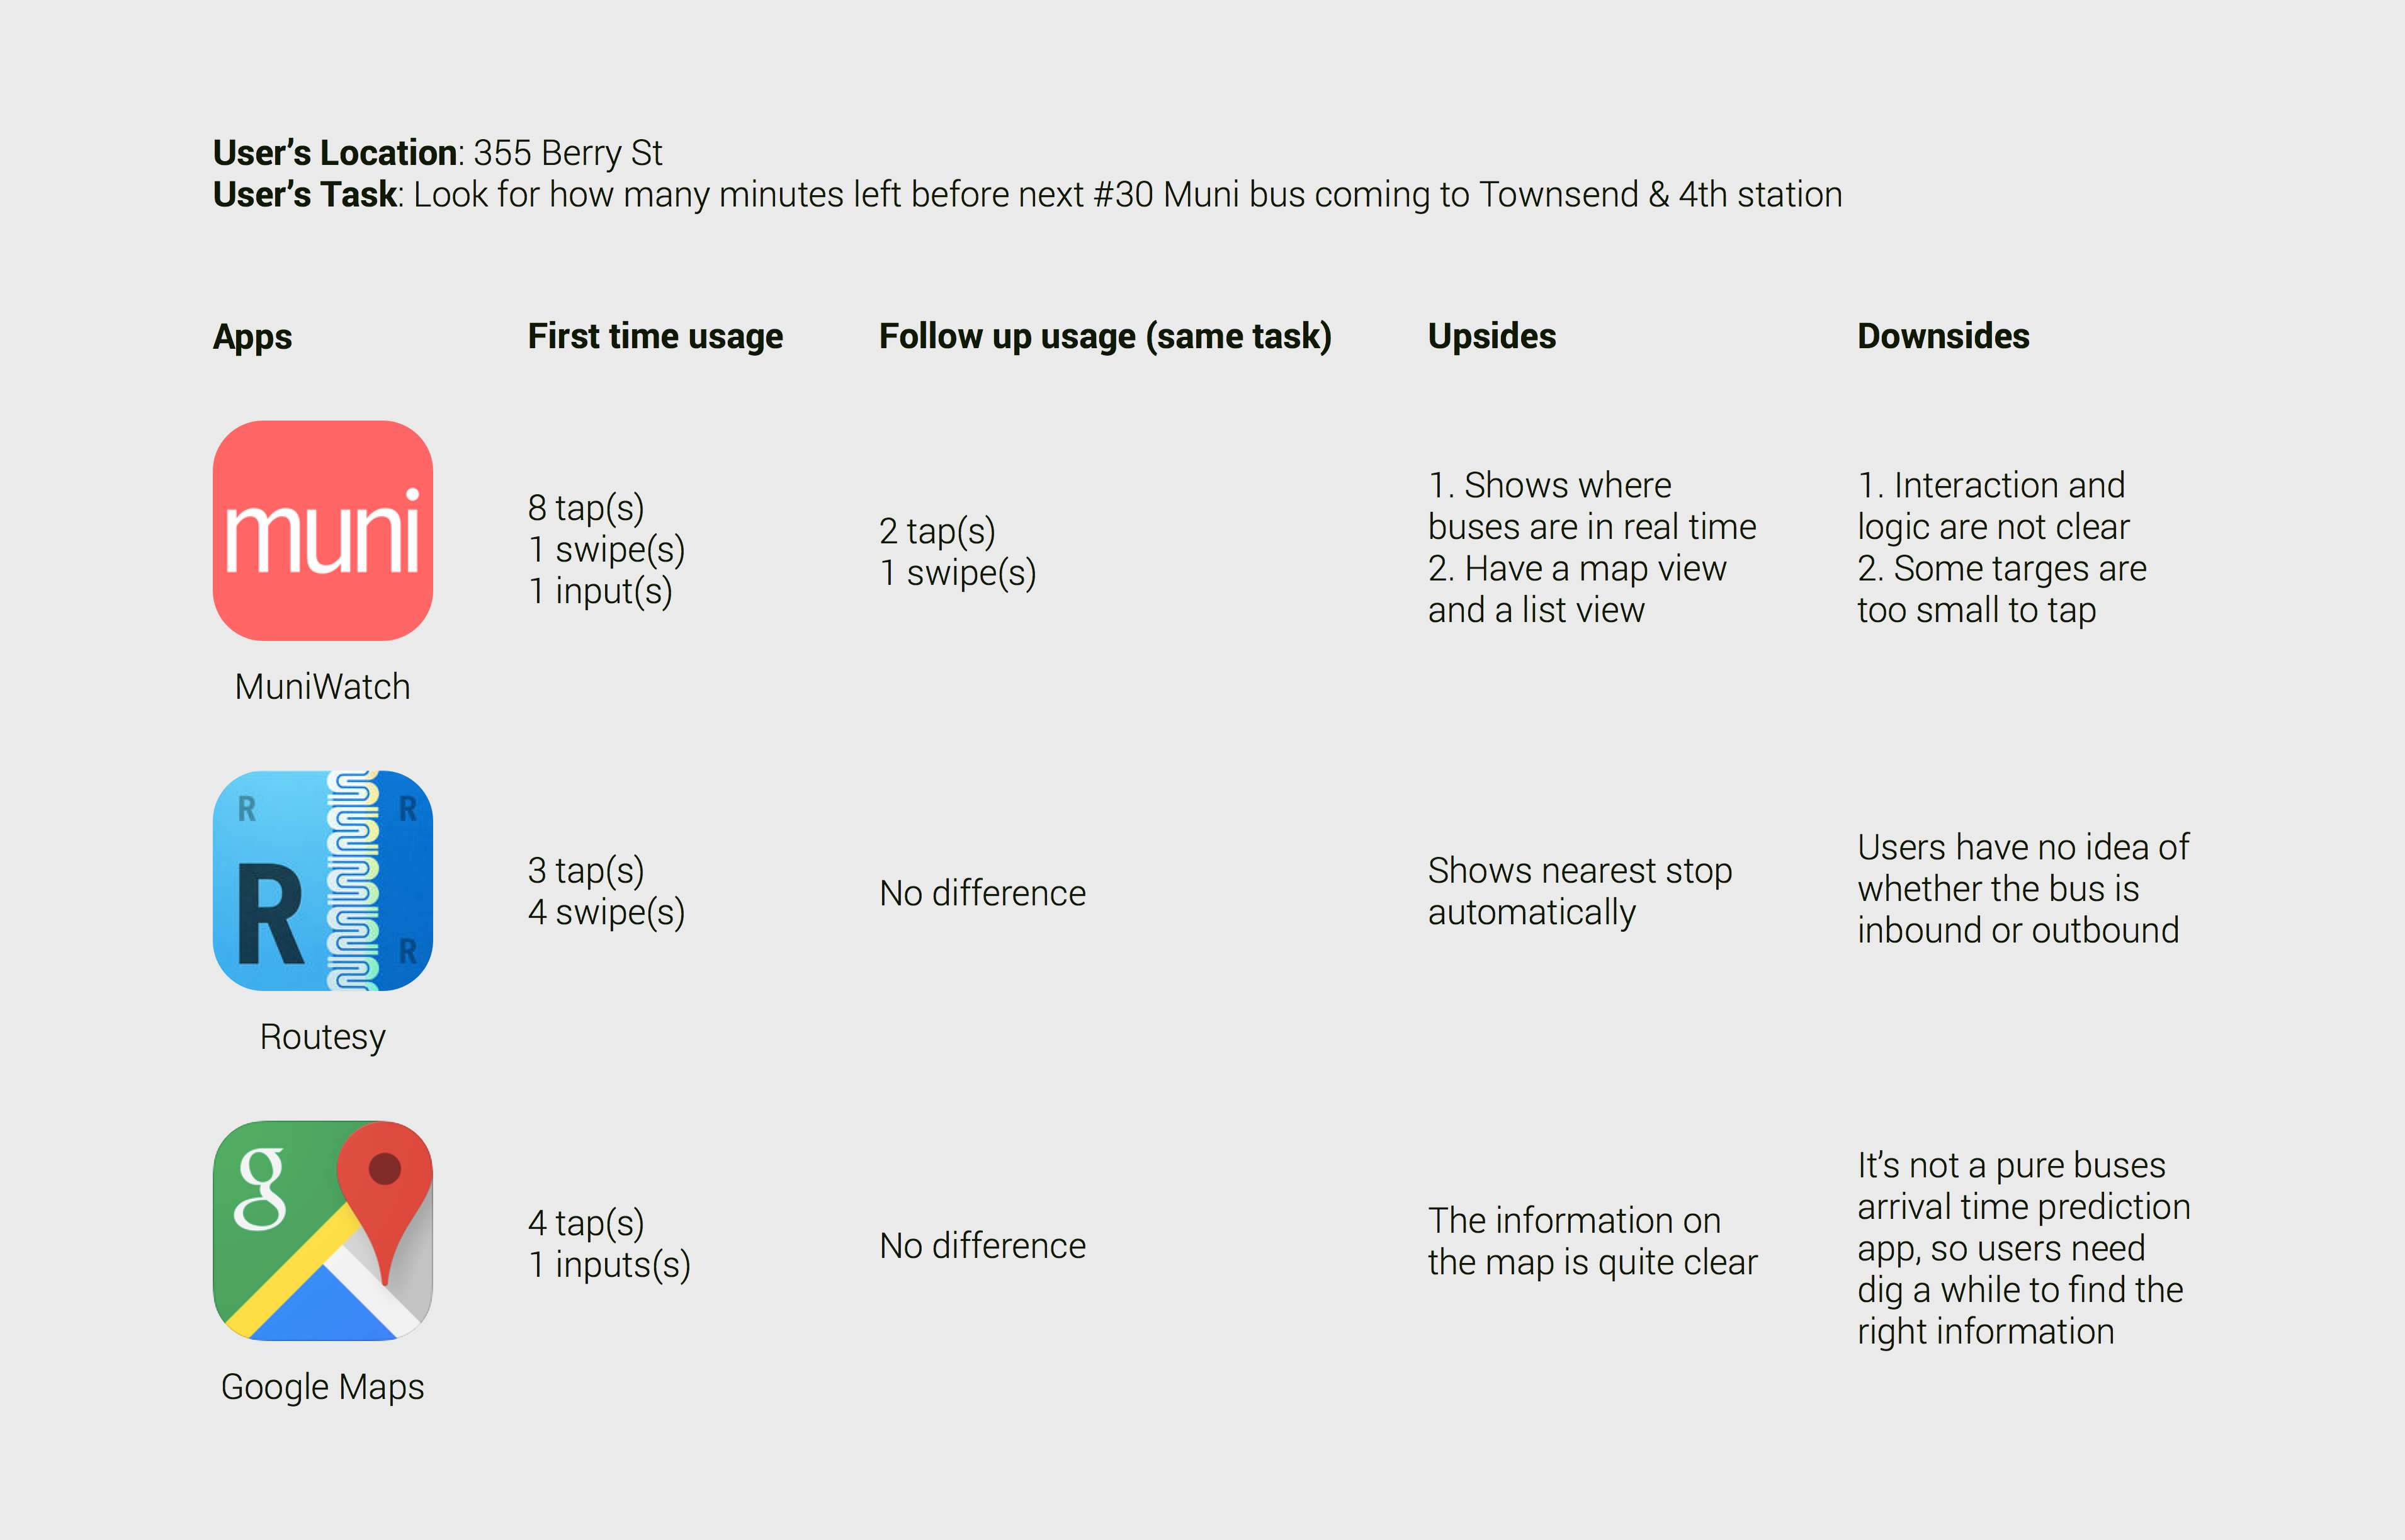 User’s Location: 355 Berry St
User’s Task: Look for how many minutes left before next #30 Muni bus coming to Townsend & 4th station
Apps
First time usage
Follow up usage (same task)
Upsides
Downsides
muni
MuniWatch
8 tap(s)
1 swipe(s)
1 input(s)
2 tap(s)
1 swipe(s)
1. Shows where
buses are in real time
2. Have a map view
and a list view
1. Interaction and
logic are not clear
2. Some targes are
too small to tap
R
R
R
R
Routesy
3 tap(s)
4 swipe(s)
No difference
Shows nearest stop
automatically
Users have no idea of
whether the bus is
inbound or outbound
g
Google Maps
4 tap(s)
1 inputs(s)
No difference
The information on
the map is quite clear
It’s not a pure buses
arrival time prediction
app, so users need
dig a while to find the
right information